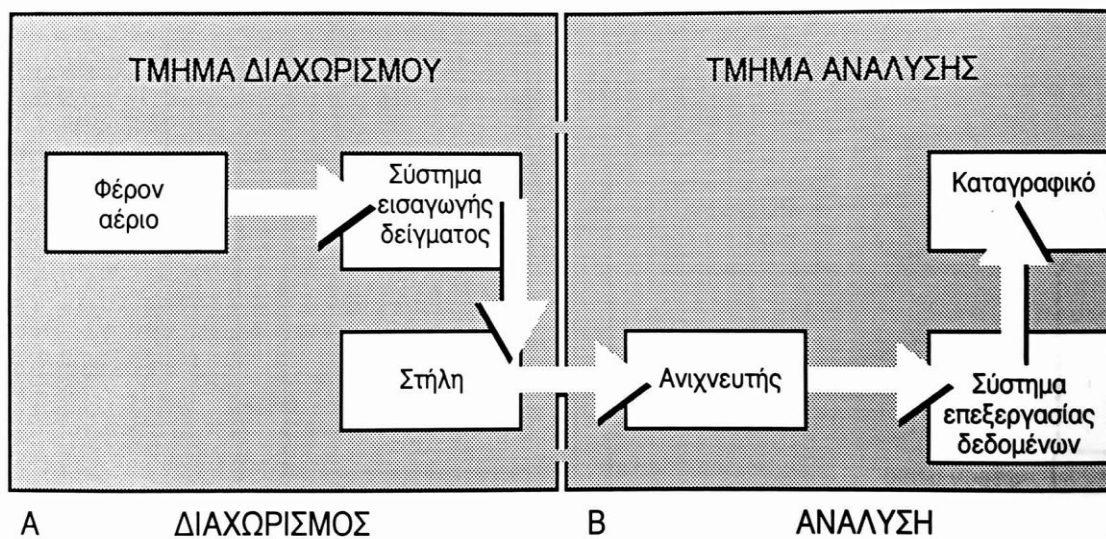 ΤΜΗΜΑ ΔΙΑΧΩΡΙΣΜΟΥ
Φέρον
αέριο
Σύστημα
εισαγωγής
δείγματος
Στήλη
ΤΜΗΜΑ ΑΝΑΛΥΣΗΣ
Καταγραφικό
Ανιχνευτής
Σύστημα
επεξεργασίας
δεδομένων
Α ΔΙΑΧΩΡΙΣΜΟΣ
Β ΑΝΑΛΥΣΗ